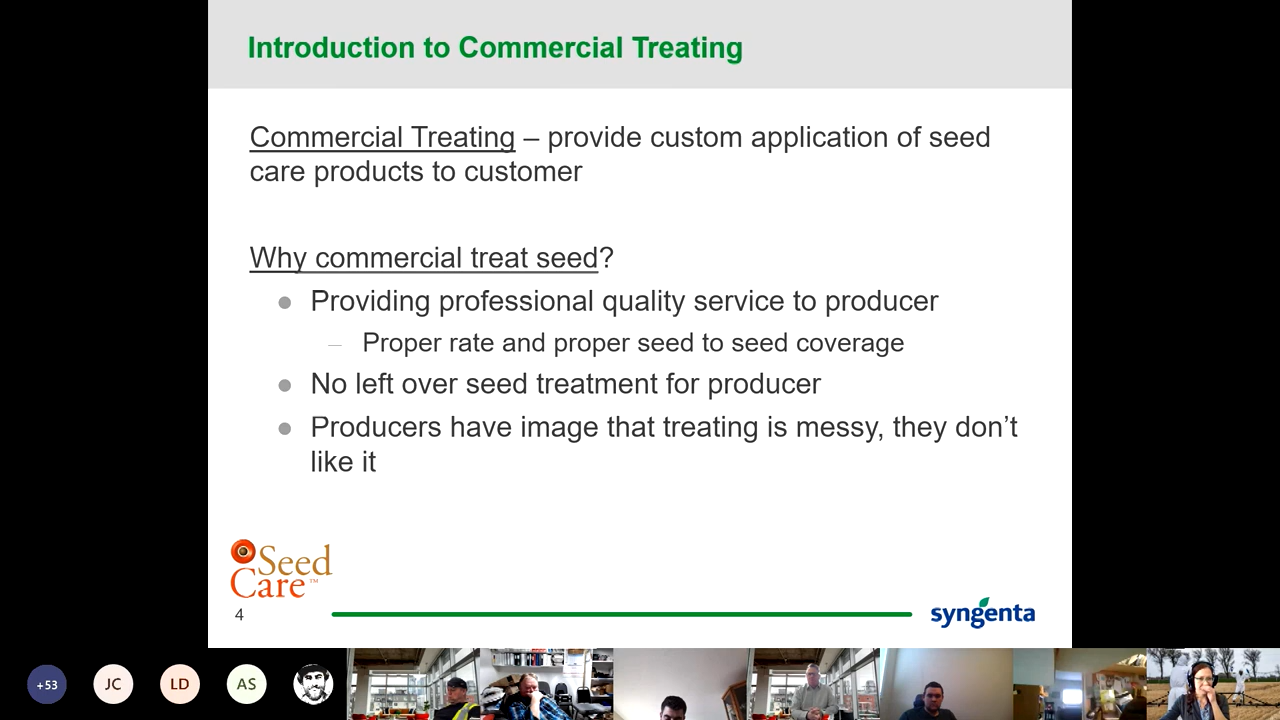 Introduction to Commercial Treating
Commercial Treating – provide custom application of seed
care products to customer
Why commercial treat seed?
Providing professional quality service to producer
– Proper rate and proper seed to seed coverage
No left over seed treatment for producer
Producers have image that treating is messy, they don’t
like it
Seed
Care™
4
syngenta
+53
JC
LD
AS